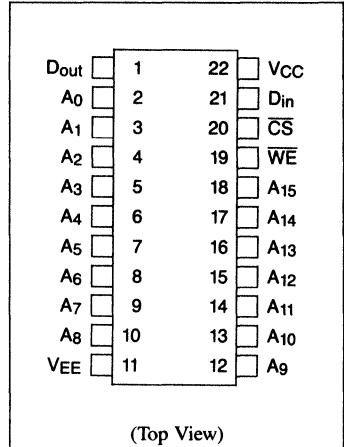 Dout 1 22 VCC
A0 2 21 Din
A1 3 20 C̅S̅
A2 4 19 W̅E̅
A3 5 18 A15
A4 6 17 A14
A5 7 16 A13
A6 8 15 A12
A7 9 14 A11
A8 10 13 A10
VEE 11 12 A9
(Top View)